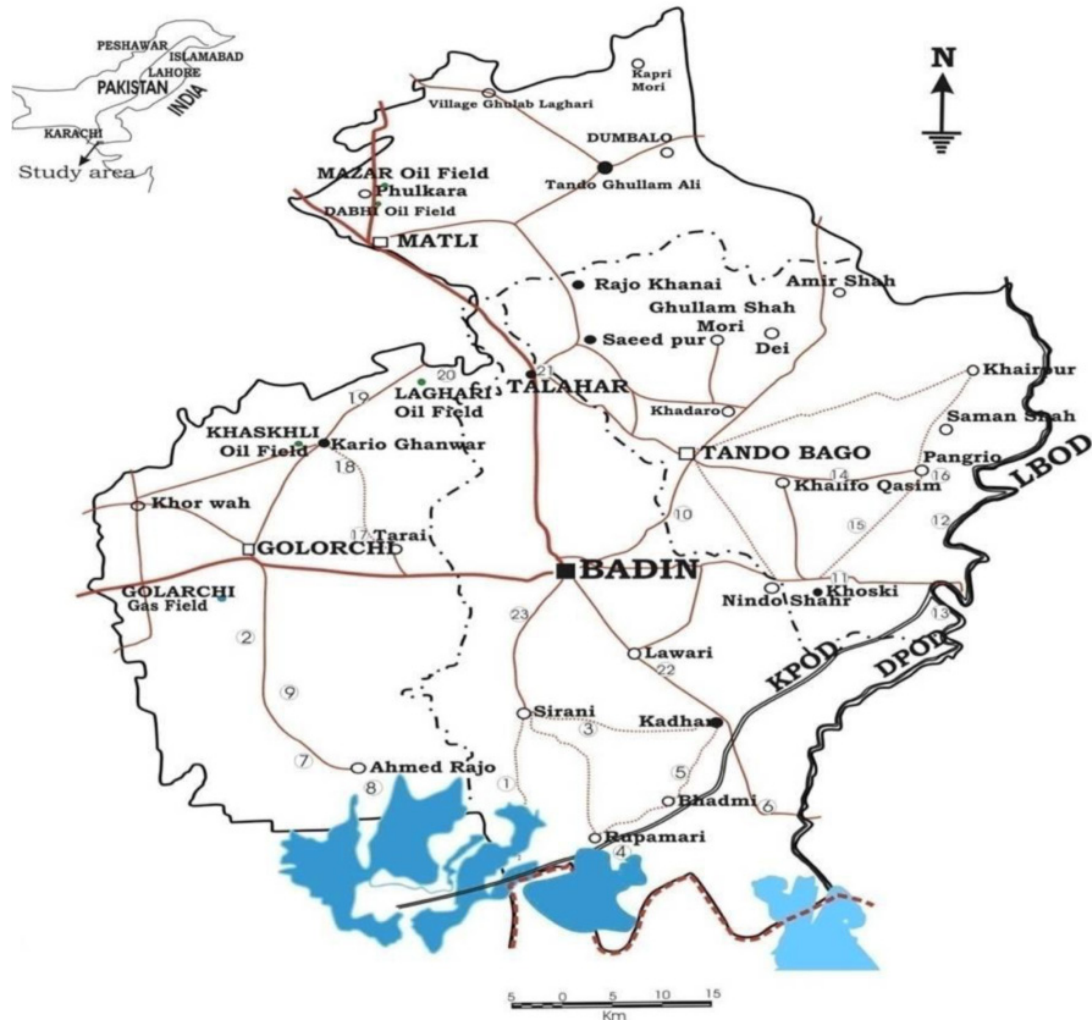 PESHAWAR
ISLAMABAD
LAHORE
PAKISTAN
INDIA
KARACHI
Study area
N
Kapri
Mori
Village Ghulab Laghari
DUMBALO
Tando Ghullam Ali
MAZAR Oil Field
Phulkara
DABHI Oil Field
MATLI
Rajo Khanai
Amir Shah
Ghullam Shah
Mori
Dei
Saeed pur
Khairpur
20
21
TALAHAR
LAGHARI
Oil Field
19
Khadaro
Saman Shah
KHASKHLI
Oil Field
Kario Ghanwar
TANDO BAGO
Pangrio
LBOD
18
14
16
Khalifo Qasim
Khor wah
10
15
12
17
Tarai
GOLORCHI
BADIN
11
GOLARCHI
Gas Field
Nindo Shahr
Khoski
13
23
2
Lawari
22
KPOD
DPOD
9
Sirani
3
Kadhar
7
Ahmed Rajo
8
1
5
Bhadmi
6
Rupamari
4
5 0 5 10 15
Km